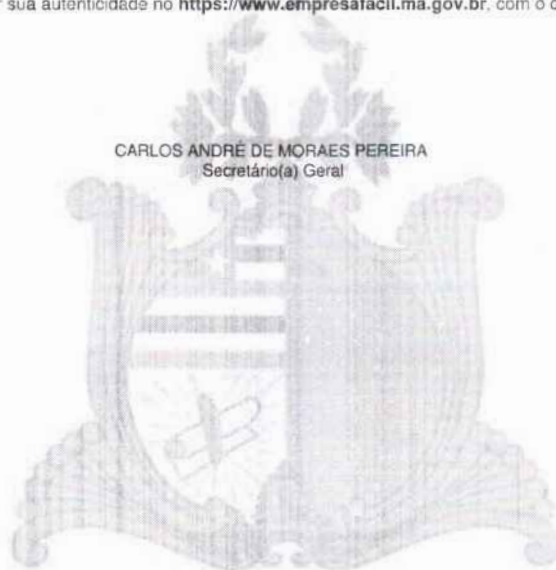 sua autenticidade no https://www.empresafacil.ma.gov.br, com o
CARLOS ANDRÉ DE MORAES PEREIRA
Secretário(a) Geral